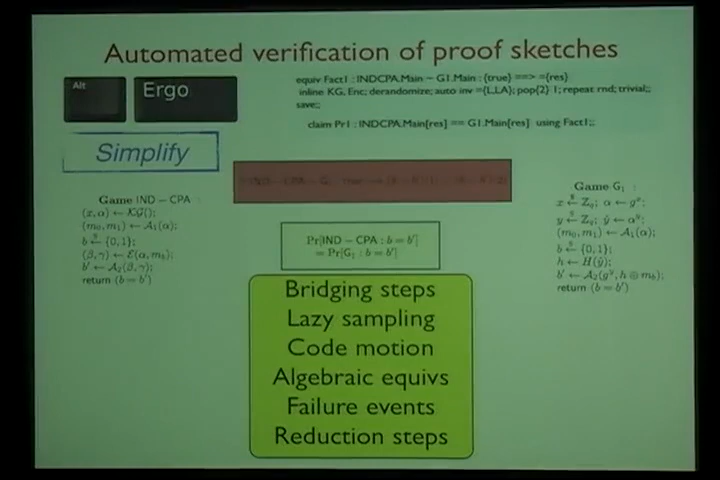 Automated verification of proof sketches
Alt
Ergo
equiv Fact1 : INDCPA.Main ~ G1.Main : {true} ==> ={res}
inline KG, Enc; derandomize; auto inv ={L,LA}; pop{2} 1; repeat rnd; trivial;;
save;;
claim Pr1 : INDCPA.Main[res] == G1.Main[res] using Fact1;;
Simplify
Game IND − CPA :
(x, α) ← KG();
(m₀, m₁) ← A₁(α);
b ←$ {0, 1};
(β, γ) ← E(α, m_b);
b′ ← A₂(β, γ);
return (b = b′)
Pr[IND − CPA : b = b′]
= Pr[G₁ : b = b′]
Game G₁ :
x ←$ Z_q; α ← g^x;
y ←$ Z_q; ŷ ← α^y;
(m₀, m₁) ← A₁(α);
b ←$ {0, 1};
h ← H(ŷ);
b′ ← A₂(g^y, h ⊕ m_b);
return (b = b′)
Bridging steps
Lazy sampling
Code motion
Algebraic equivs
Failure events
Reduction steps